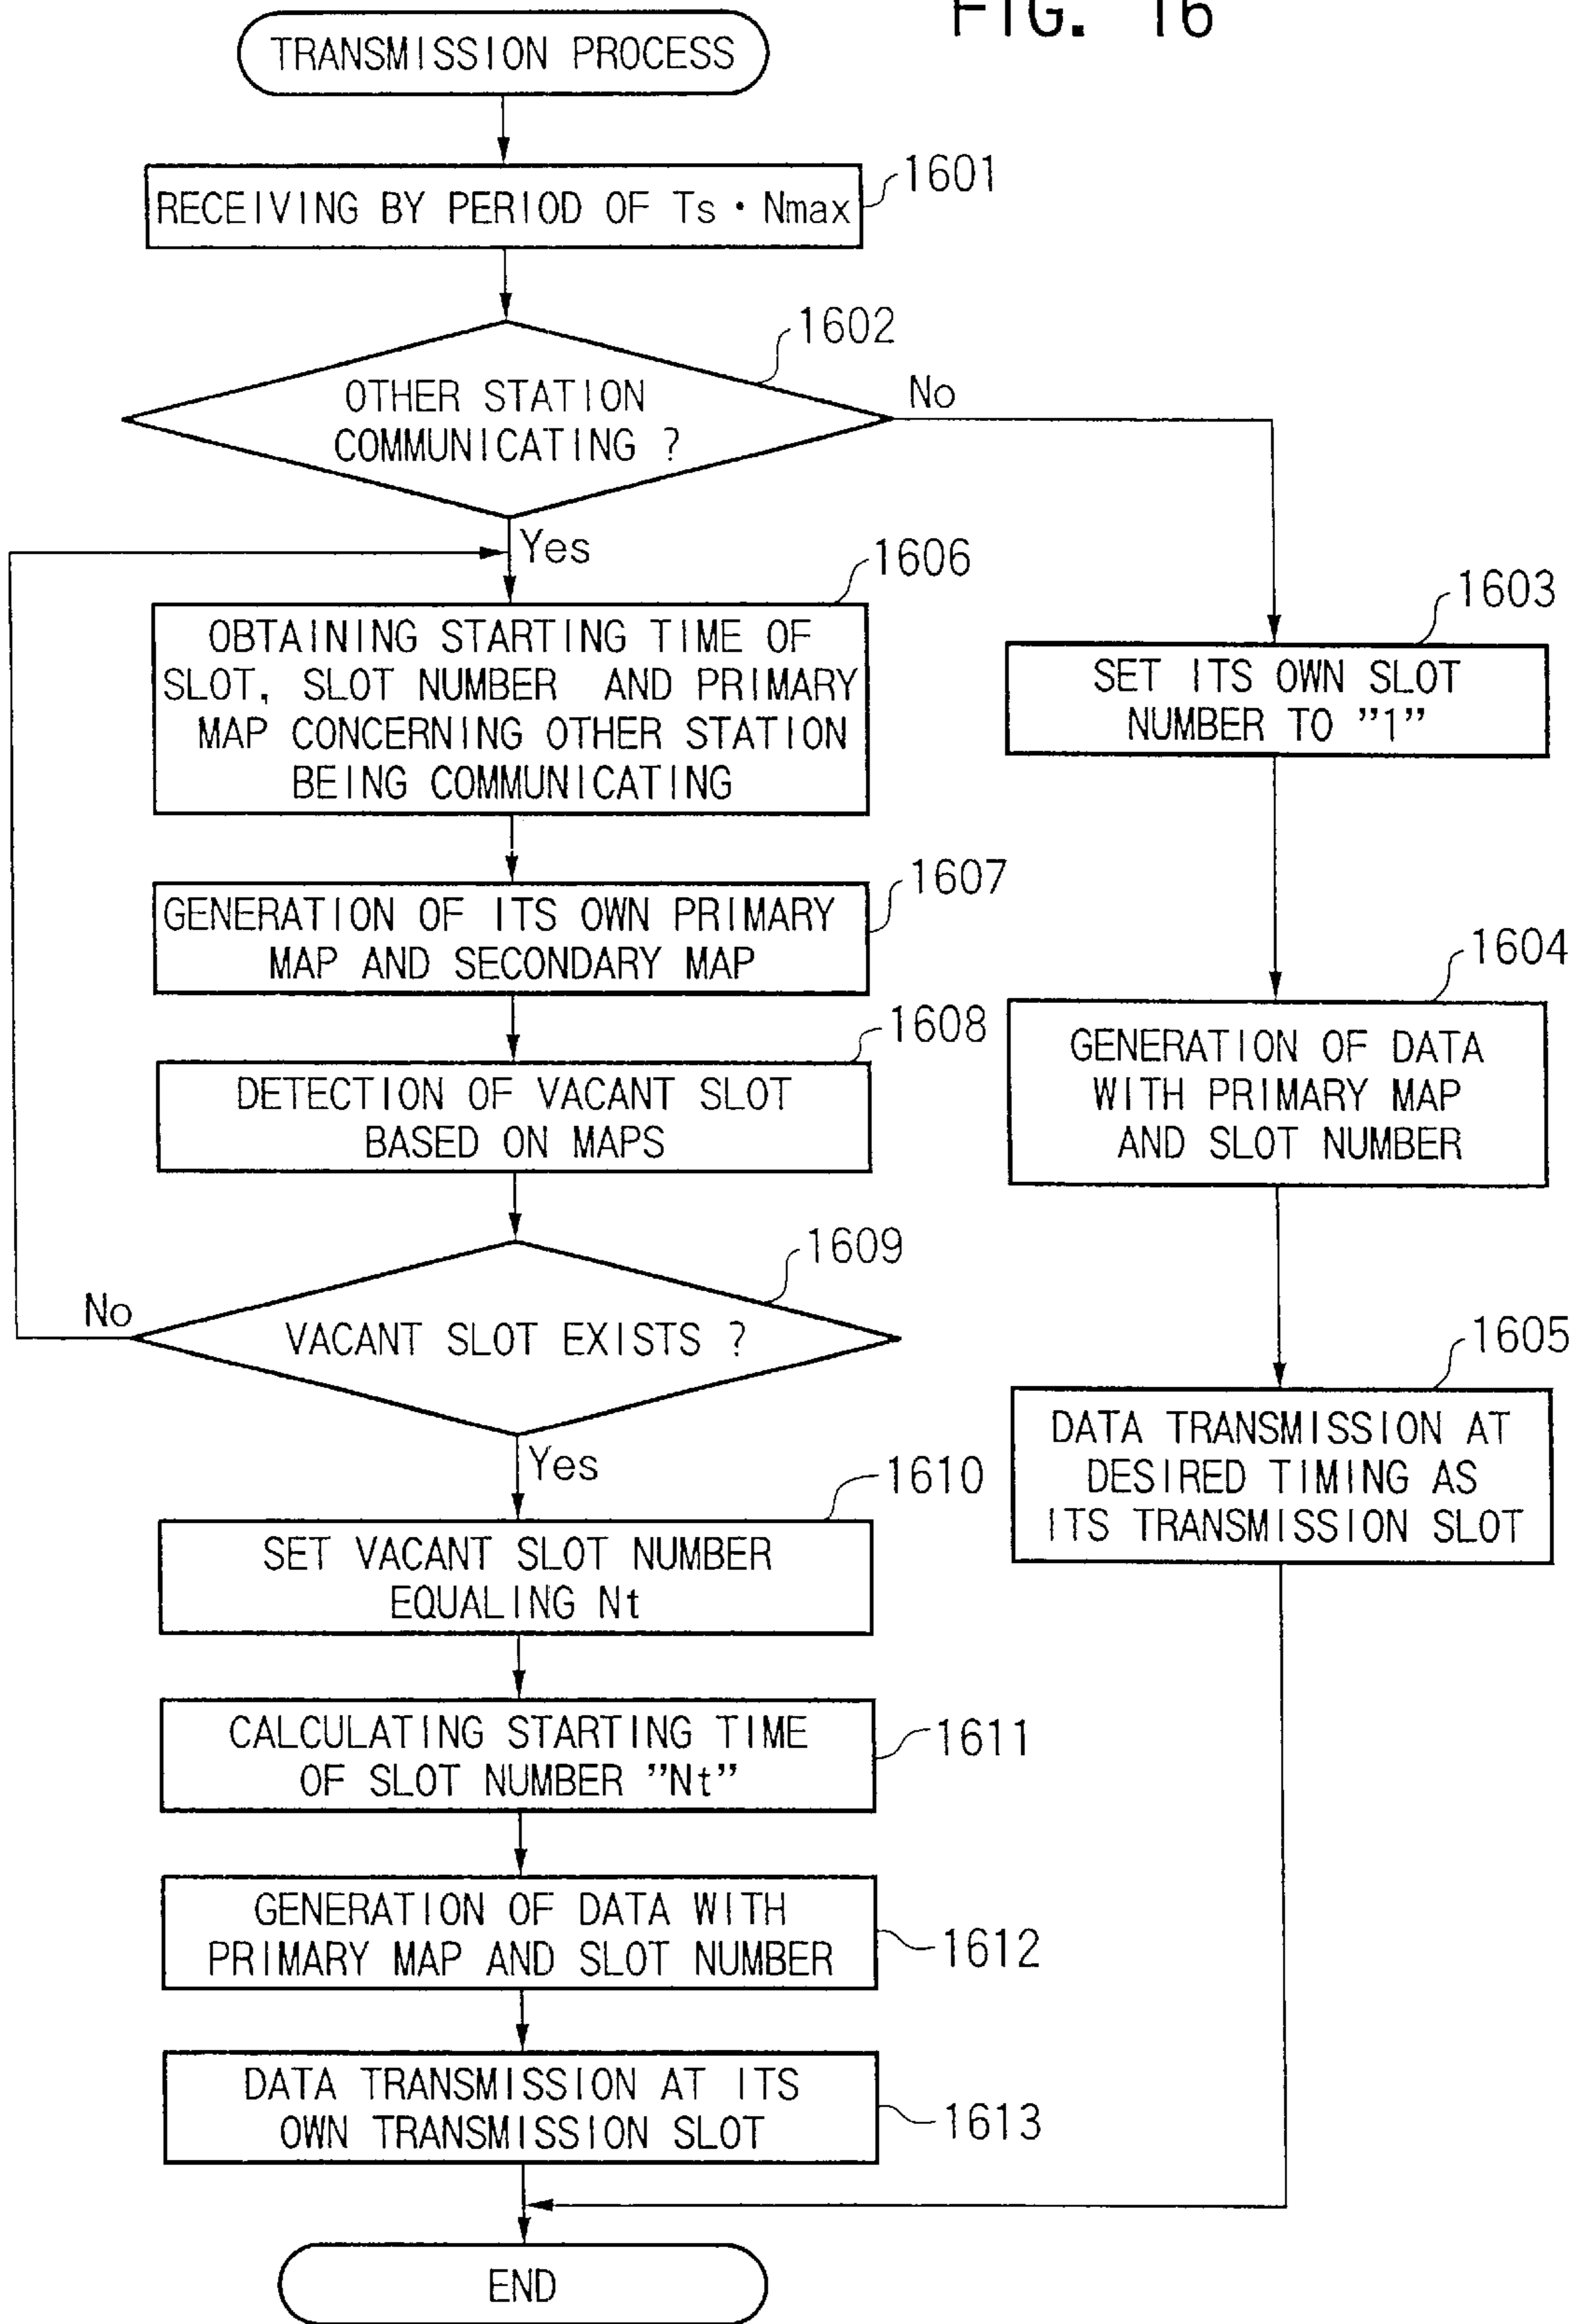 FIG. 16
TRANSMISSION PROCESS
RECEIVING BY PERIOD OF Ts・Nmax
1601
1602
OTHER STATION
COMMUNICATING ?
No
Yes
1606
OBTAINING STARTING TIME OF
SLOT, SLOT NUMBER AND PRIMARY
MAP CONCERNING OTHER STATION
BEING COMMUNICATING
1603
SET ITS OWN SLOT
NUMBER TO ”1”
1607
GENERATION OF ITS OWN PRIMARY
MAP AND SECONDARY MAP
1604
GENERATION OF DATA
WITH PRIMARY MAP
AND SLOT NUMBER
1608
DETECTION OF VACANT SLOT
BASED ON MAPS
1609
No
VACANT SLOT EXISTS ?
Yes
1605
DATA TRANSMISSION AT
DESIRED TIMING AS
ITS TRANSMISSION SLOT
1610
SET VACANT SLOT NUMBER
EQUALING Nt
1611
CALCULATING STARTING TIME
OF SLOT NUMBER ”Nt”
GENERATION OF DATA WITH
PRIMARY MAP AND SLOT NUMBER
1612
DATA TRANSMISSION AT ITS
OWN TRANSMISSION SLOT
1613
END